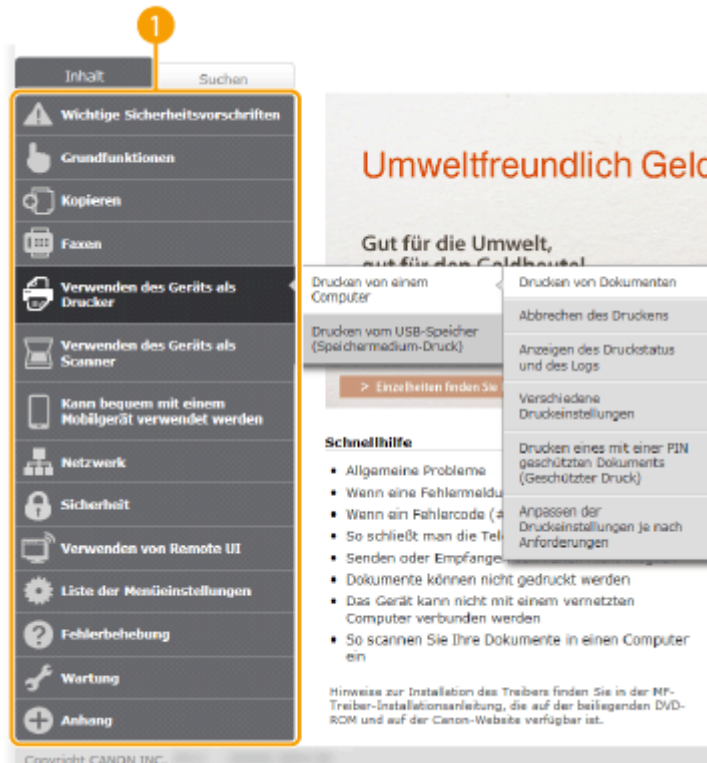 1
Inhalt
Suchen
Wichtige Sicherheitsvorschriften
Grundfunktionen
Kopieren
Faxen
Verwenden des Geräts als
Drucker
Verwenden des Geräts als
Scanner
Kann bequem mit einem
Mobilgerät verwendet werden
Netzwerk
Sicherheit
Verwenden von Remote UI
Liste der Menüeinstellungen
Fehlerbehebung
Wartung
Anhang
Drucken von einem
Computer
Drucken vom USB-Speicher
(Speichermedium-Druck)
Drucken von Dokumenten
Abbrechen des Druckens
Anzeigen des Druckstatus
und des Logs
Verschiedene
Druckeinstellungen
Drucken eines mit einer PIN
geschützten Dokuments
(Geschützter Druck)
Anpassen der
Druckeinstellungen je nach
Anforderungen
Umweltfreundlich Geld
Gut für die Umwelt,
gut für den Geldbeutel
> Einzelheiten finden Sie
Schnellhilfe
• Allgemeine Probleme
• Wenn eine Fehlermeldu
• Wenn ein Fehlercode (#
• So schließt man die Tel
• Senden oder Empfangen
• Dokumente können nicht gedruckt werden
• Das Gerät kann nicht mit einem vernetzten
Computer verbunden werden
• So scannen Sie Ihre Dokumente in einen Computer
ein
Hinweise zur Installation des Treibers finden Sie in der MF-
Treiber-Installationsanleitung, die auf der beiliegenden DVD-
ROM und auf der Canon-Website verfügbar ist.
Copyright CANON INC.